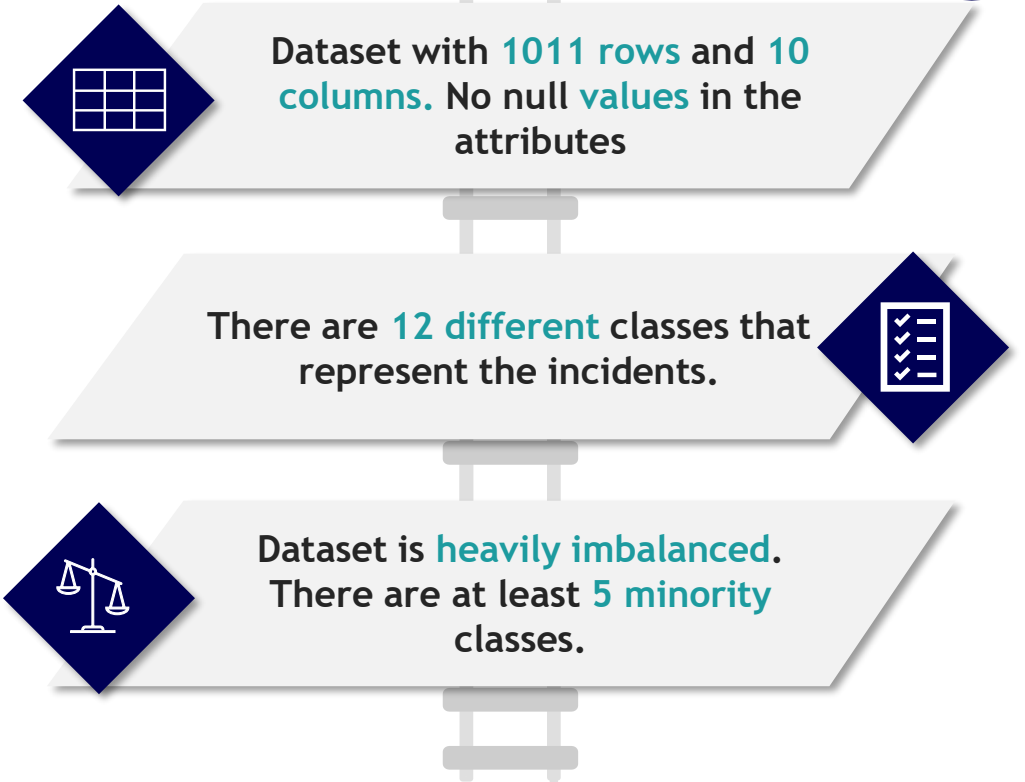 Dataset with 1011 rows and 10
columns. No null values in the
attributes
There are 12 different classes that
represent the incidents.
Dataset is heavily imbalanced.
There are at least 5 minority
classes.